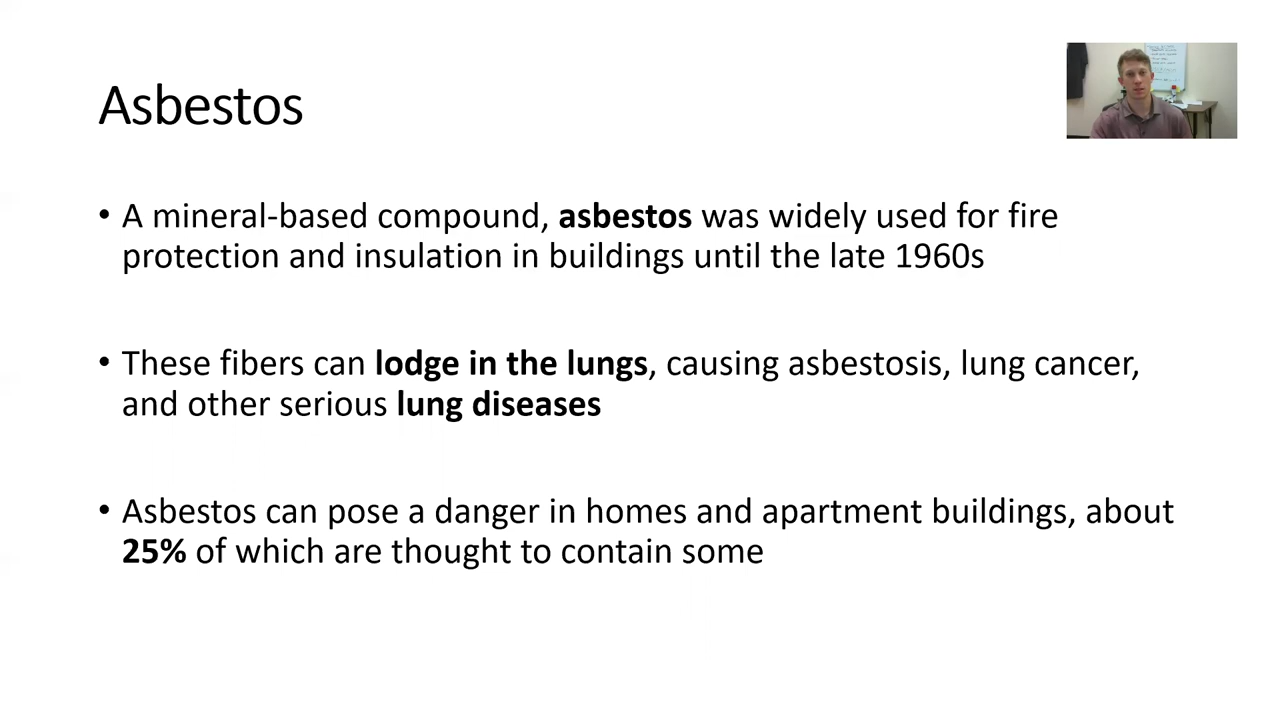 Asbestos
• A mineral-based compound, asbestos was widely used for fire
protection and insulation in buildings until the late 1960s
• These fibers can lodge in the lungs, causing asbestosis, lung cancer,
and other serious lung diseases
• Asbestos can pose a danger in homes and apartment buildings, about
25% of which are thought to contain some